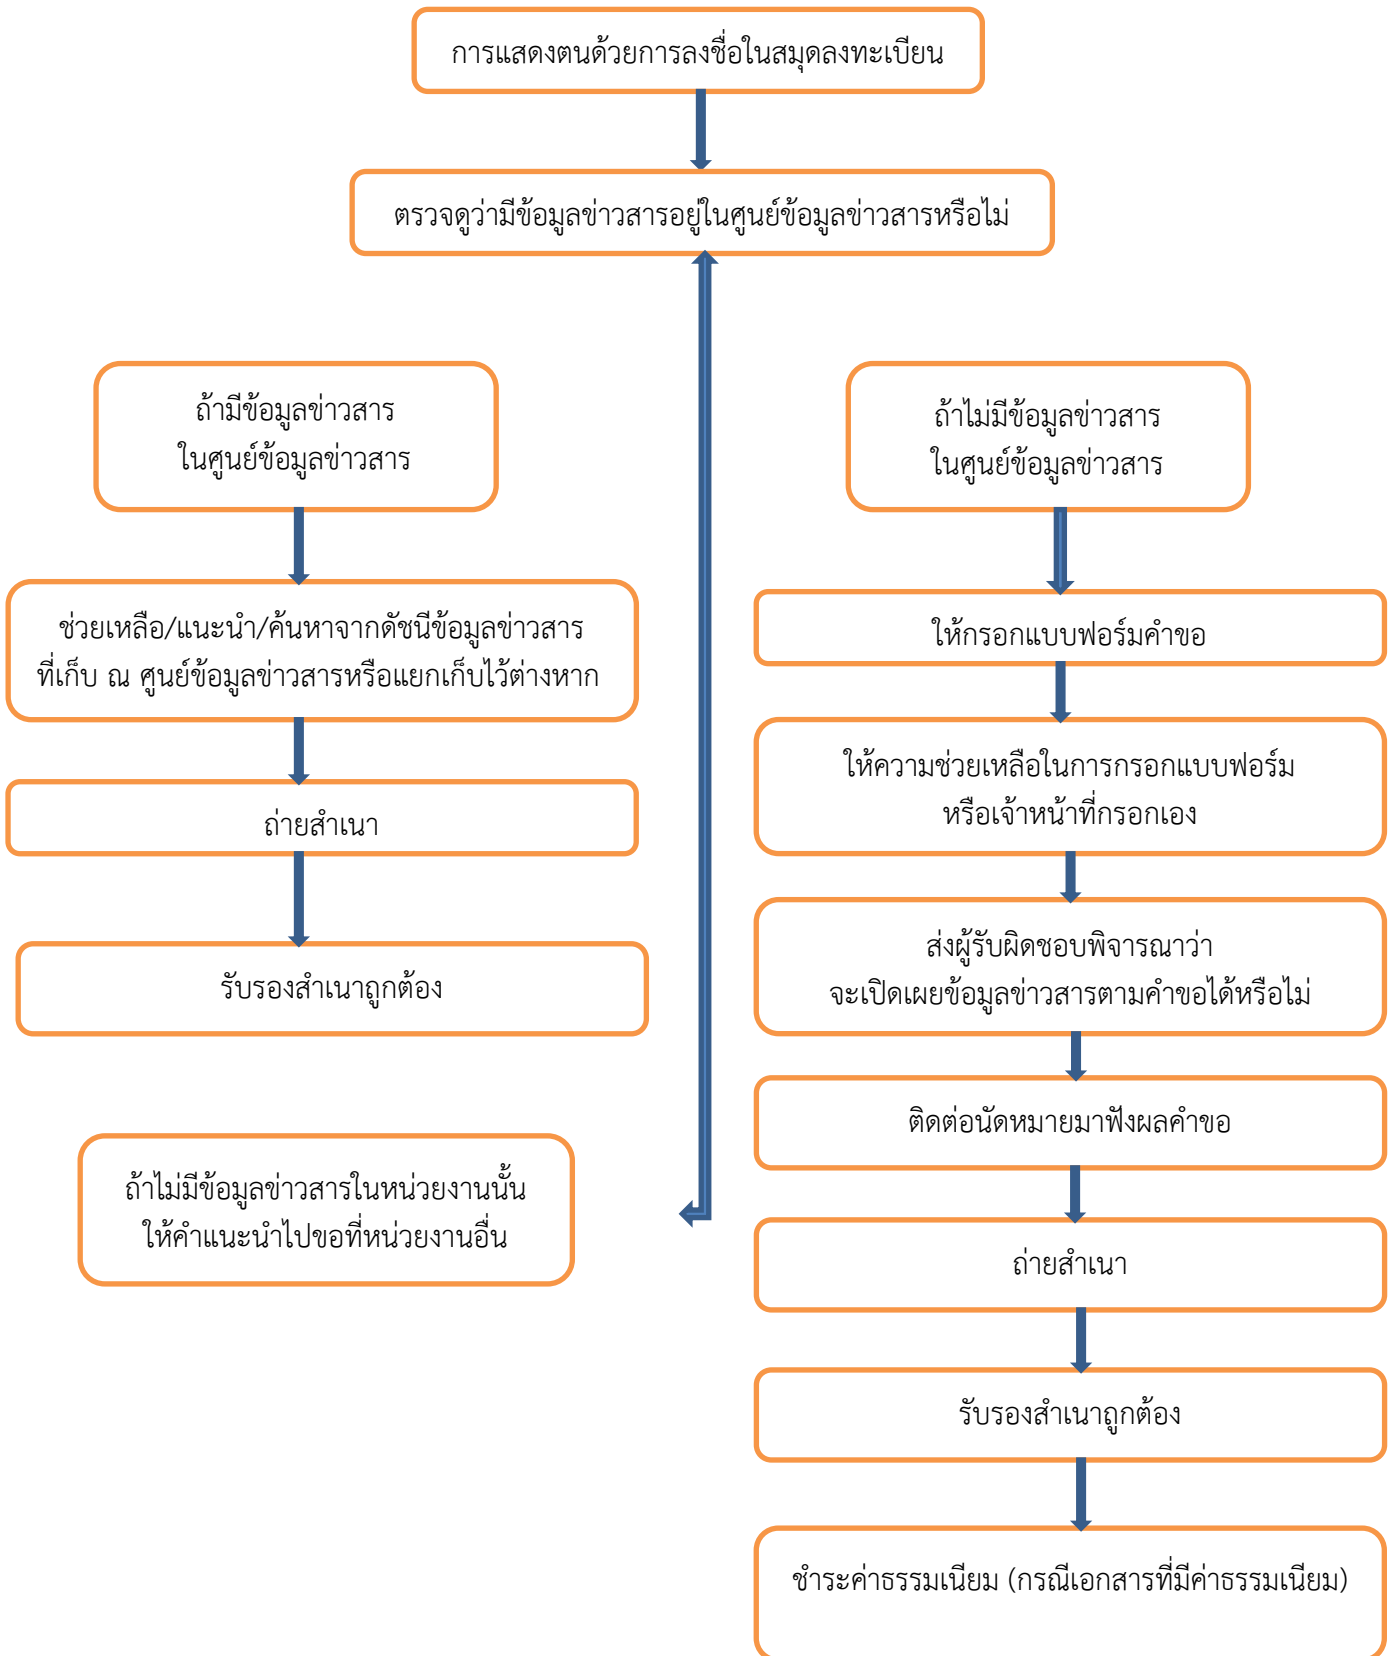 การแสดงตนด้วยการลงชื่อในสมุดลงทะเบียน
ตรวจดูว่ามีข้อมูลข่าวสารอยู่ในศูนย์ข้อมูลข่าวสารหรือไม่
ถ้ามีข้อมูลข่าวสาร
ในศูนย์ข้อมูลข่าวสาร
ช่วยเหลือ/แนะนำ/ค้นหาจากดัชนีข้อมูลข่าวสาร
ที่เก็บ ณ ศูนย์ข้อมูลข่าวสารหรือแยกเก็บไว้ต่างหาก
ถ่ายสำเนา
รับรองสำเนาถูกต้อง
ถ้าไม่มีข้อมูลข่าวสารในหน่วยงานนั้น
ให้คำแนะนำไปขอที่หน่วยงานอื่น
ถ้าไม่มีข้อมูลข่าวสาร
ในศูนย์ข้อมูลข่าวสาร
ให้กรอกแบบฟอร์มคำขอ
ให้ความช่วยเหลือในการกรอกแบบฟอร์ม
หรือเจ้าหน้าที่กรอกเอง
ส่งผู้รับผิดชอบพิจารณาว่า
จะเปิดเผยข้อมูลข่าวสารตามคำขอได้หรือไม่
ติดต่อนัดหมายมาฟังผลคำขอ
ถ่ายสำเนา
รับรองสำเนาถูกต้อง
ชำระค่าธรรมเนียม (กรณีเอกสารที่มีค่าธรรมเนียม)